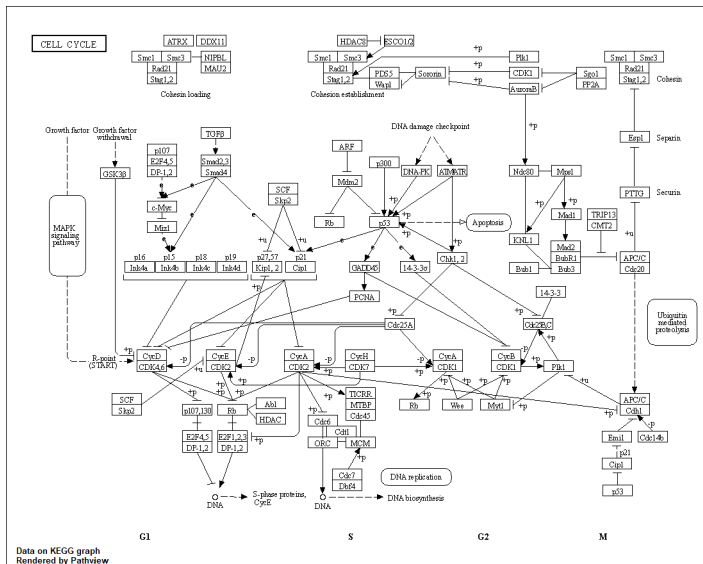 CELL CYCLE
ATRX DDX11
Smc1 Smc3 NIPBL
Rad21 MAU2
Stag1,2
Cohesin loading
HDAC8 ESCO1/2
Smc1 Smc3
Rad21
Stag1,2
PDS5 Sororin
Wapl
Cohesion establishment
Plk1
CDK1
AuroraB
Sgo1
PP2A
Smc1 Smc3
Rad21
Stag1,2
Cohesin
+p
+p
+p
+p
Growth factor
Growth factor
withdrawal
GSK3β
p107
E2F4,5
DP-1,2
TGFβ
Smad2,3
Smad4
c-Myc
Miz1
SCF
Skp2
ARF
Mdm2
Rb
p300
DNA damage checkpoint
DNA-PK
ATM/ATR
p53
Apoptosis
Ndc80
Mps1
Mad1
KNL1
Mad2
BubR1
Bub3
Bub1
TRIP13
CMT2
Esp1
Separin
PTTG
Securin
APC/C
Cdc20
MAPK
signaling
pathway
p16 p15 p18 p19 p27,57 p21
Ink4a Ink4b Ink4c Ink4d Kip1, 2 Cip1
GADD45
14-3-3σ
Chk1, 2
PCNA
14-3-3
Cdc25A
Cdc25B,C
Ubiquitin
mediated
proteolysis
R-point
(START)
CycD
CDK4,6
CycE
CDK2
CycA
CDK2
CycH
CDK7
CycA
CDK1
CycB
CDK1
Plk1
SCF
Skp2
p107,130
Rb
Abl
HDAC
E2F4,5
DP-1,2
E2F1,2,3
DP-1,2
Cdc6
Cdt1
ORC
TICRR
MTBP
Cdc45
MCM
Cdc7
Dbf4
Rb
Wee
Myt1
APC/C
Cdh1
Emi1
Cdc14b
p21
Cip1
p53
DNA replication
DNA
S-phase proteins,
CycE
DNA
DNA biosynthesis
G1 S G2 M
Data on KEGG graph
Rendered by Pathview